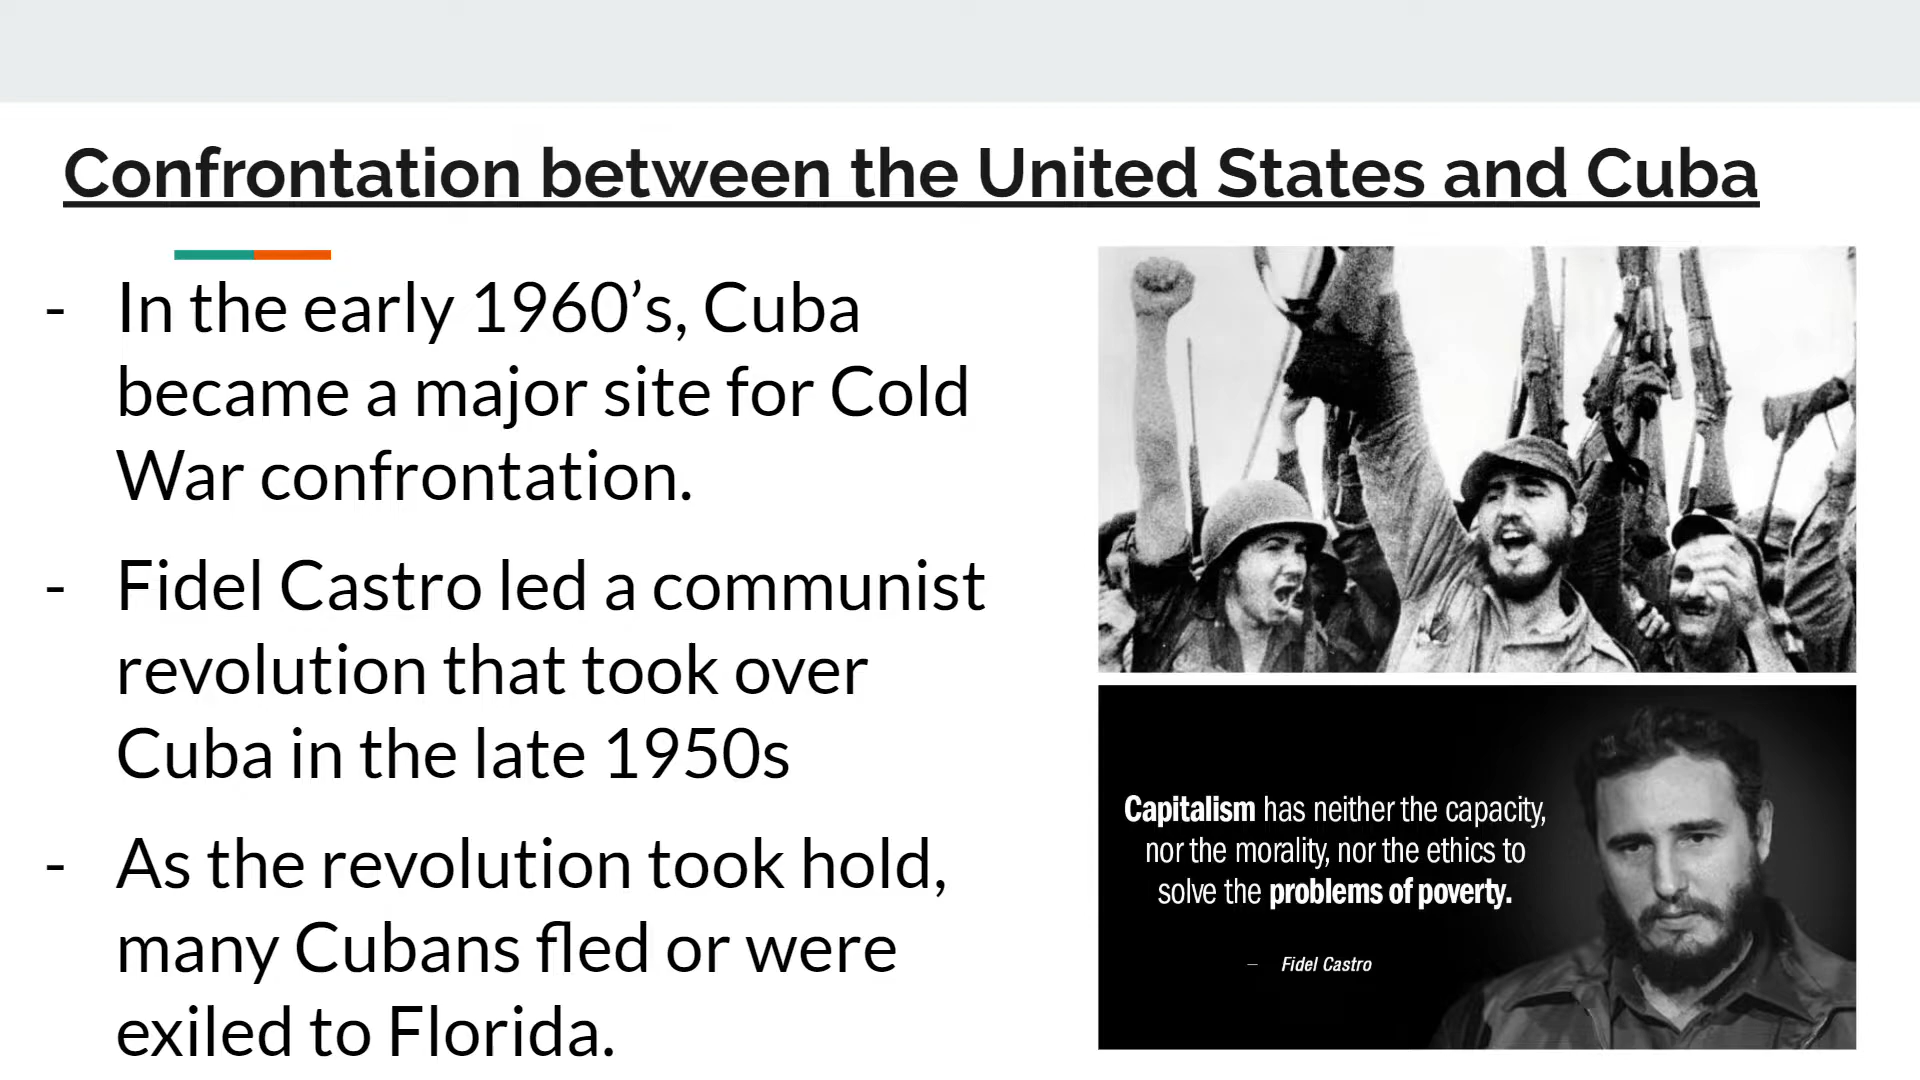 Confrontation between the United States and Cuba
- In the early 1960’s, Cuba
became a major site for Cold
War confrontation.
- Fidel Castro led a communist
revolution that took over
Cuba in the late 1950s
- As the revolution took hold,
many Cubans fled or were
exiled to Florida.
Capitalism has neither the capacity,
nor the morality, nor the ethics to
solve the problems of poverty.
– Fidel Castro